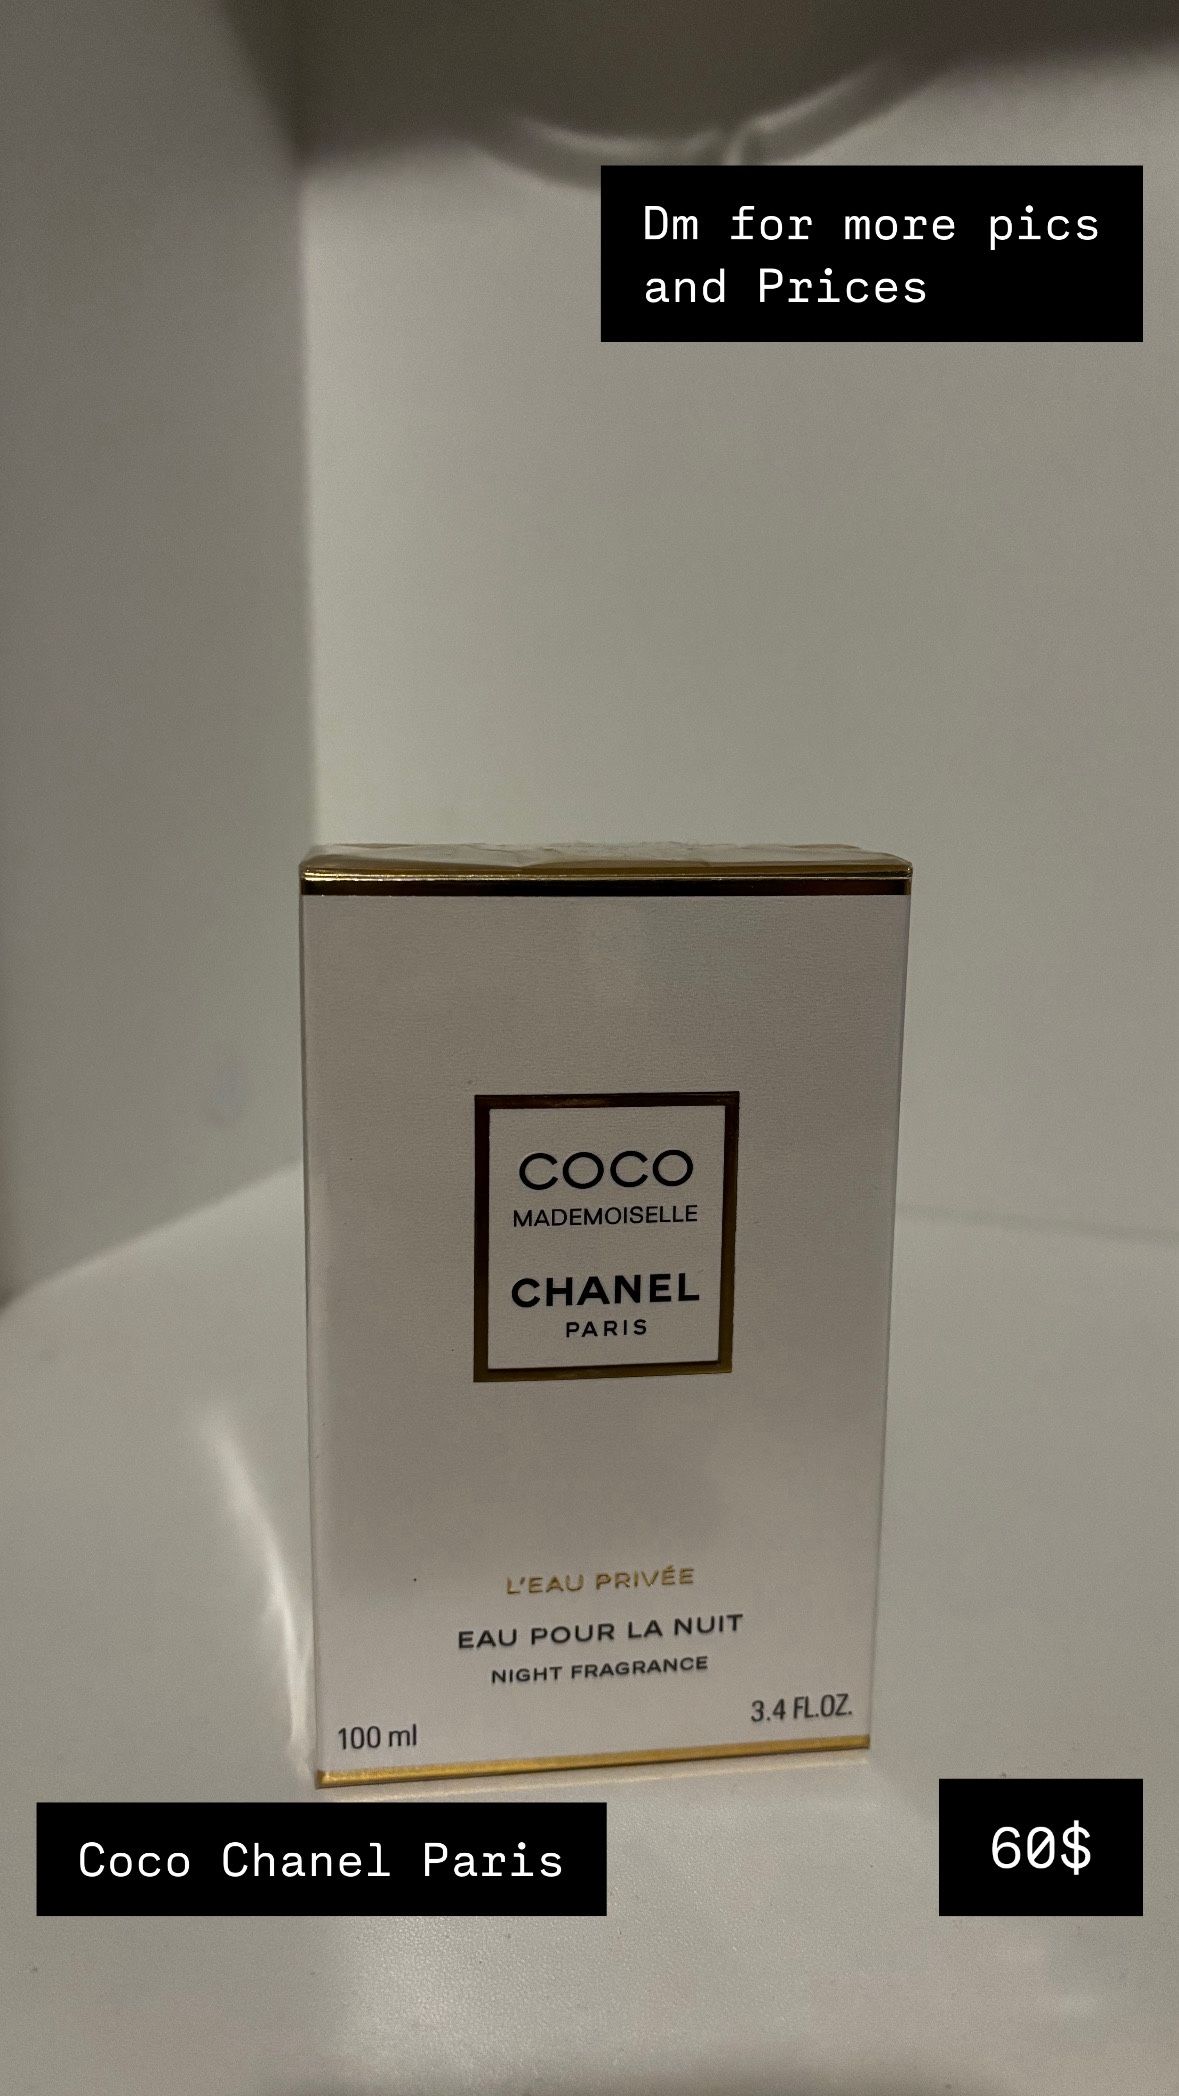 Dm for more pics
and Prices
COCO
MADEMOISELLE
CHANEL
PARIS
L'EAU PRIVÉE
EAU POUR LA NUIT
NIGHT FRAGRANCE
3.4 FL.OZ.
100 ml
Coco Chanel Paris
60$